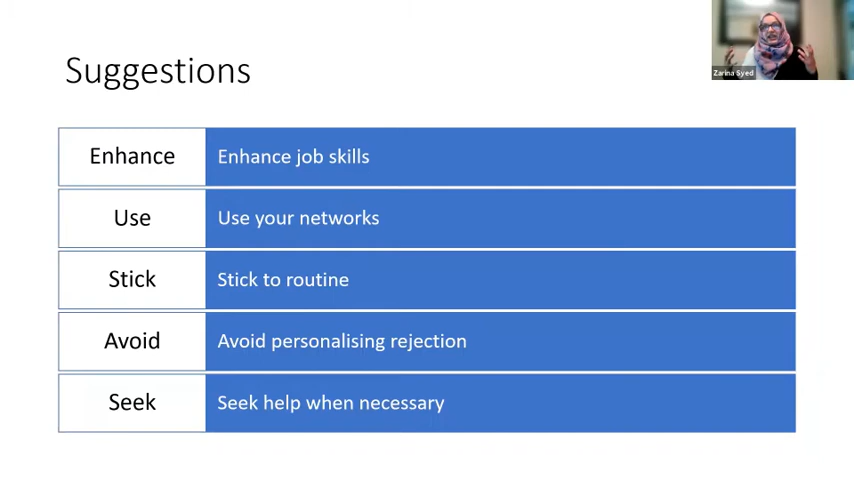 Zarina Syed
Suggestions
Enhance
Enhance job skills
Use
Use your networks
Stick
Stick to routine
Avoid
Avoid personalising rejection
Seek
Seek help when necessary